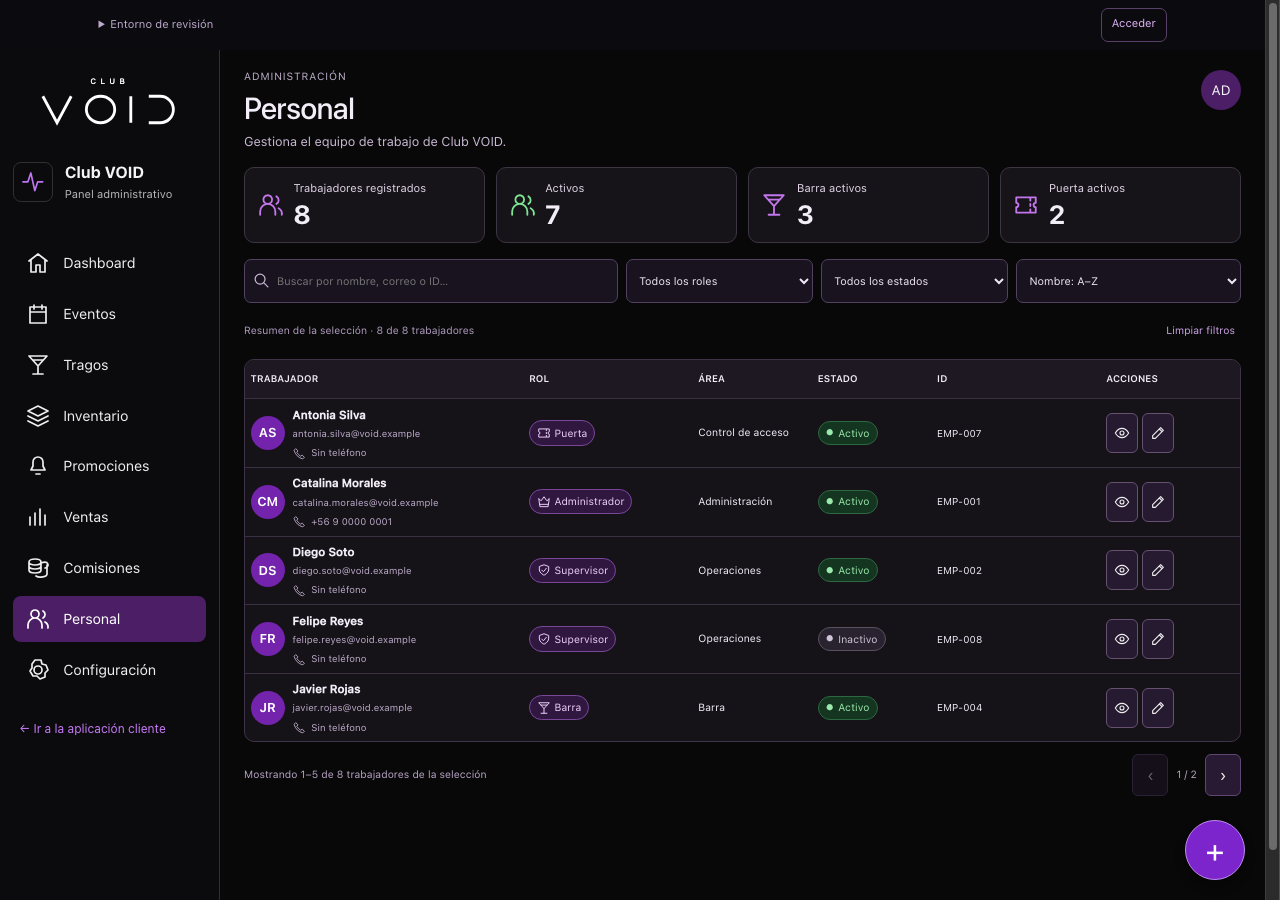 ▶ Entorno de revisión
Acceder
CLUB
VOID
Club VOID
Panel administrativo
Dashboard
Eventos
Tragos
Inventario
Promociones
Ventas
Comisiones
Personal
Configuración
← Ir a la aplicación cliente
ADMINISTRACIÓN
Personal
Gestiona el equipo de trabajo de Club VOID.
AD
Trabajadores registrados
8
Activos
7
Barra activos
3
Puerta activos
2
Buscar por nombre, correo o ID...
Todos los roles
Todos los estados
Nombre: A–Z
Resumen de la selección · 8 de 8 trabajadores
Limpiar filtros
TRABAJADOR ROL ÁREA ESTADO ID ACCIONES
AS
Antonia Silva
antonia.silva@void.example
Sin teléfono
Puerta
Control de acceso
Activo
EMP-007
CM
Catalina Morales
catalina.morales@void.example
+56 9 0000 0001
Administrador
Administración
Activo
EMP-001
DS
Diego Soto
diego.soto@void.example
Sin teléfono
Supervisor
Operaciones
Activo
EMP-002
FR
Felipe Reyes
felipe.reyes@void.example
Sin teléfono
Supervisor
Operaciones
Inactivo
EMP-008
JR
Javier Rojas
javier.rojas@void.example
Sin teléfono
Barra
Barra
Activo
EMP-004
Mostrando 1–5 de 8 trabajadores de la selección
‹ 1 / 2 ›
+